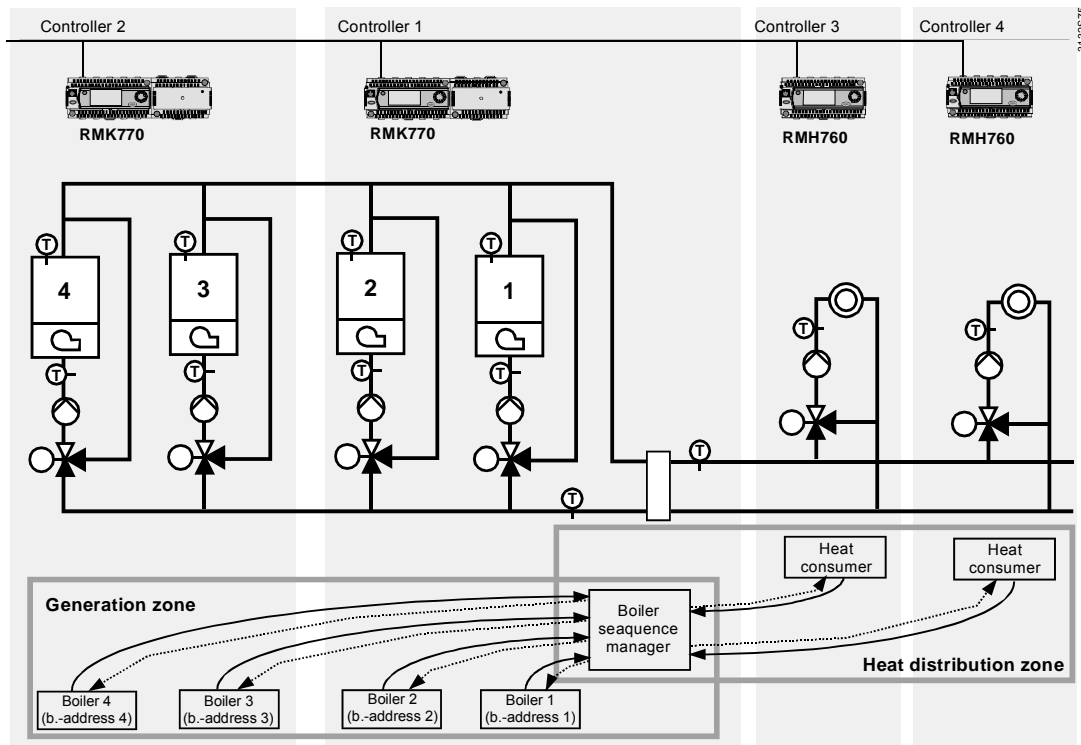 Controller 2
Controller 1
Controller 3
Controller 4
RMK770
RMK770
RMH760
RMH760
T
T
T
T
4
3
2
1
T
T
T
T
T
T
T
T
Heat
consumer
Heat
consumer
Generation zone
Boiler
seaquence
manager
Heat distribution zone
Boiler 4
(b.-address 4)
Boiler 3
(b.-address 3)
Boiler 2
(b.-address 2)
Boiler 1
(b.-address 1)